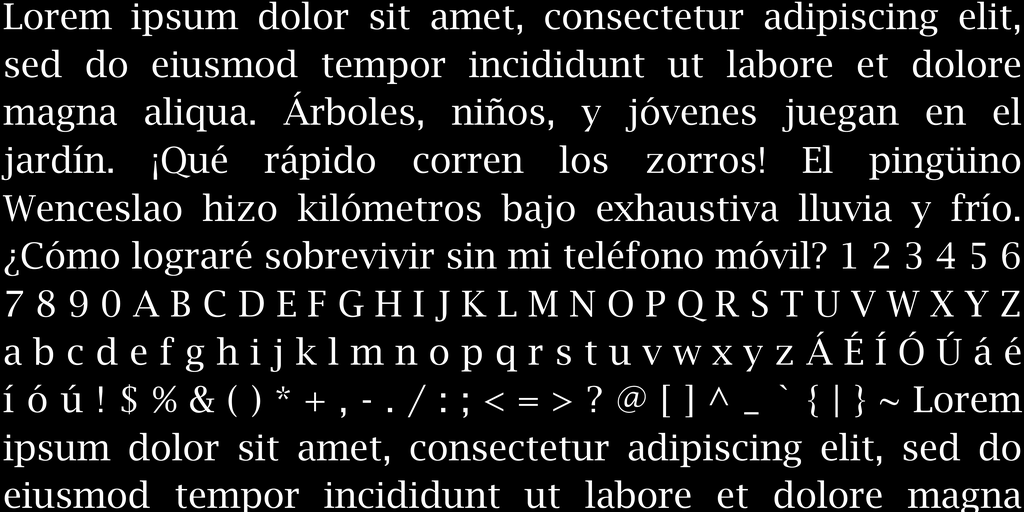 Lorem ipsum dolor sit amet, consectetur adipiscing elit,
sed do eiusmod tempor incididunt ut labore et dolore
magna aliqua. Árboles, niños, y jóvenes juegan en el
jardín. ¡Qué rápido corren los zorros! El pingüino
Wenceslao hizo kilómetros bajo exhaustiva lluvia y frío.
¿Cómo lograré sobrevivir sin mi teléfono móvil? 1 2 3 4 5 6
7 8 9 0 A B C D E F G H I J K L M N O P Q R S T U V W X Y Z
a b c d e f g h i j k l m n o p q r s t u v w x y z Á É Í Ó Ú á é
í ó ú ! $ % & ( ) * + , - . / : ; < = > ? @ [ ] ^ _ ` { | } ~ Lorem
ipsum dolor sit amet, consectetur adipiscing elit, sed do
eiusmod tempor incididunt ut labore et dolore magna